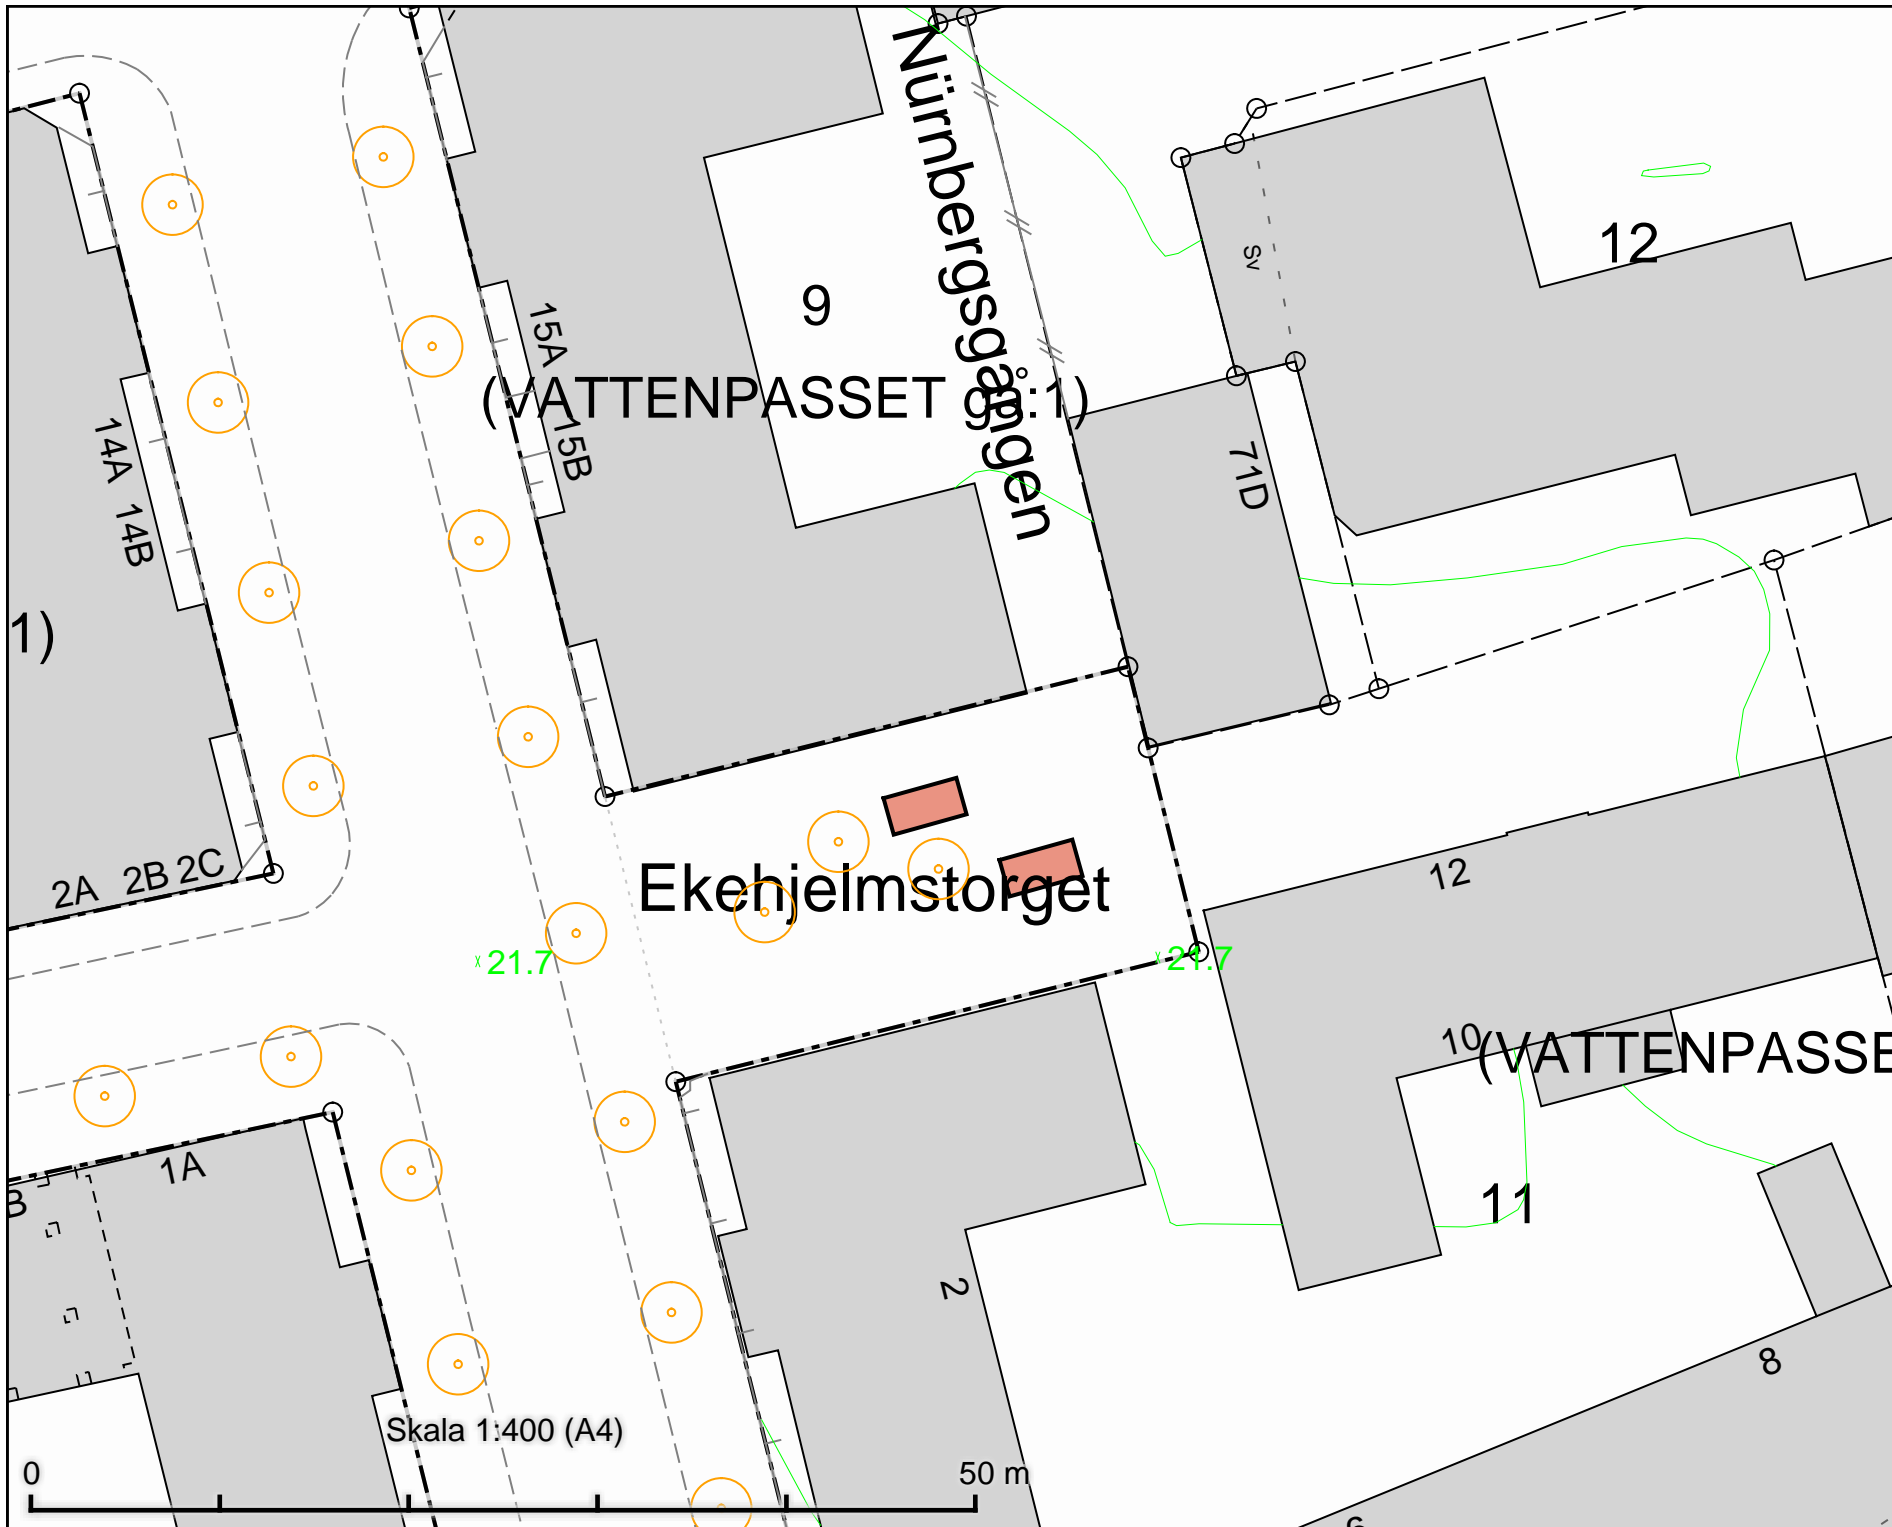 Nürnbergsgången
12
Sv
9
15A
(VATTENPASSET gå:1)
15B
14A
14B
71D
1)
2A 2B 2C
Ekehjelmstorget
12
21.7
21.7
10
(VATTENPASSE
1A
B
11
2
8
Skala 1:400 (A4)
0
50 m